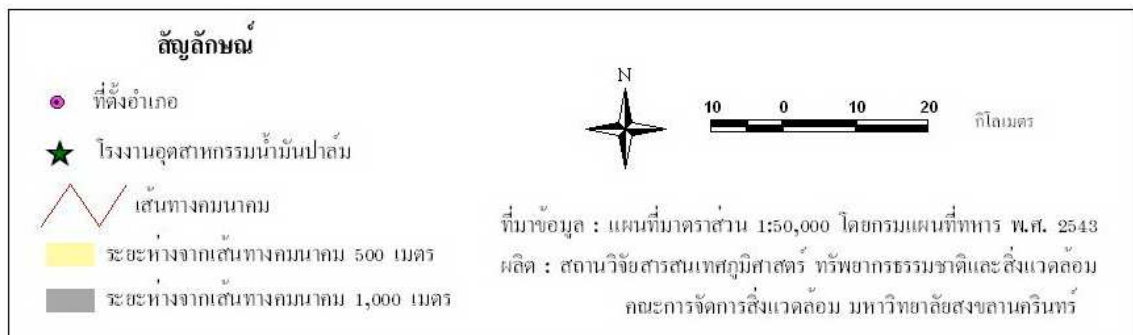 สัญลักษณ์
ที่ตั้งอำเภอ
โรงงานอุตสาหกรรมน้ำมันปาล์ม
เส้นทางคมนาคม
ระยะห่างจากเส้นทางคมนาคม 500 เมตร
ระยะห่างจากเส้นทางคมนาคม 1,000 เมตร
N
10 0 10 20
กิโลเมตร
ที่มาข้อมูล : แผนที่มาตราส่วน 1:50,000 โดยกรมแผนที่ทหาร พ.ศ. 2543
ผลิต : สถานวิจัยสารสนเทศภูมิศาสตร์ ทรัพยากรธรรมชาติและสิ่งแวดล้อม
คณะการจัดการสิ่งแวดล้อม มหาวิทยาลัยสงขลานครินทร์